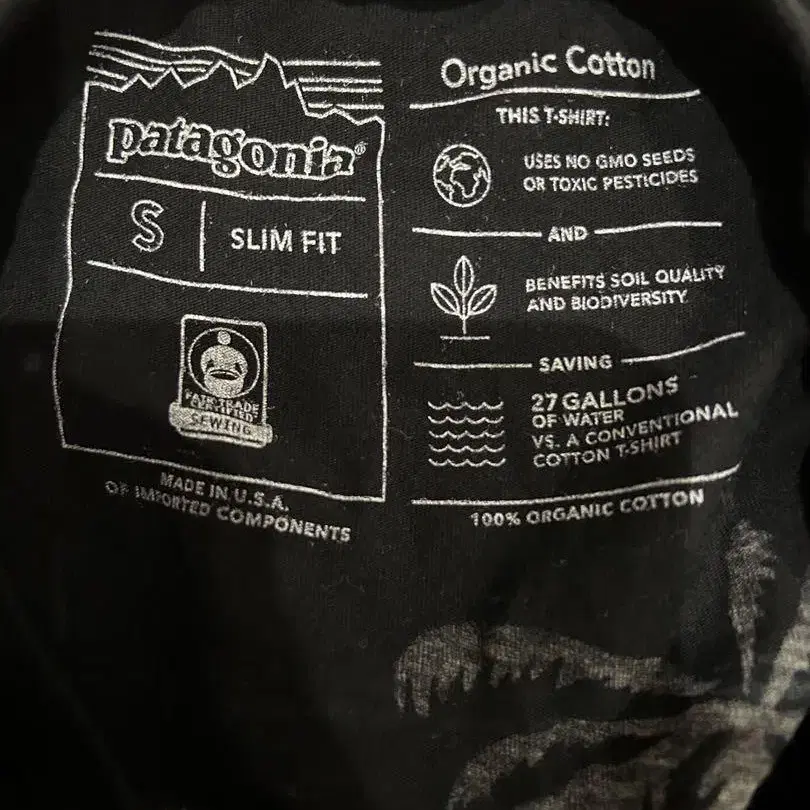 patagonia®
S | SLIM FIT
FAIR TRADE
CERTIFIED™
SEWING
MADE IN U.S.A.
OF IMPORTED COMPONENTS
Organic Cotton
THIS T-SHIRT:
USES NO GMO SEEDS
OR TOXIC PESTICIDES
AND
BENEFITS SOIL QUALITY
AND BIODIVERSITY
SAVING
27 GALLONS
OF WATER
VS. A CONVENTIONAL
COTTON T-SHIRT
100% ORGANIC COTTON